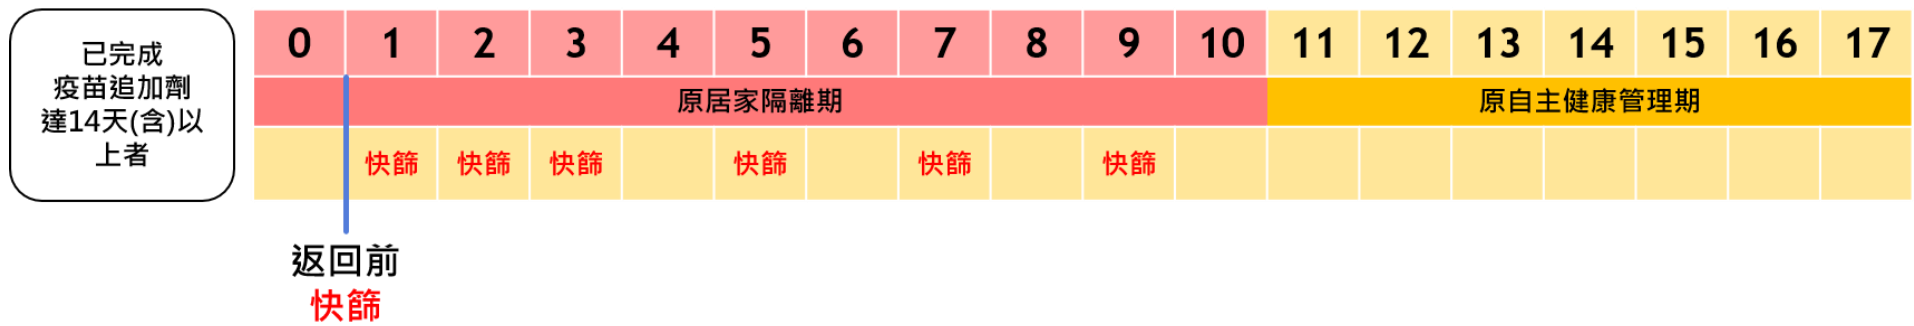 已完成
疫苗追加劑
達14天(含)以
上者
0 1 2 3 4 5 6 7 8 9 10 11 12 13 14 15 16 17
原居家隔離期 原自主健康管理期
快篩 快篩 快篩 快篩 快篩 快篩
返回前
快篩